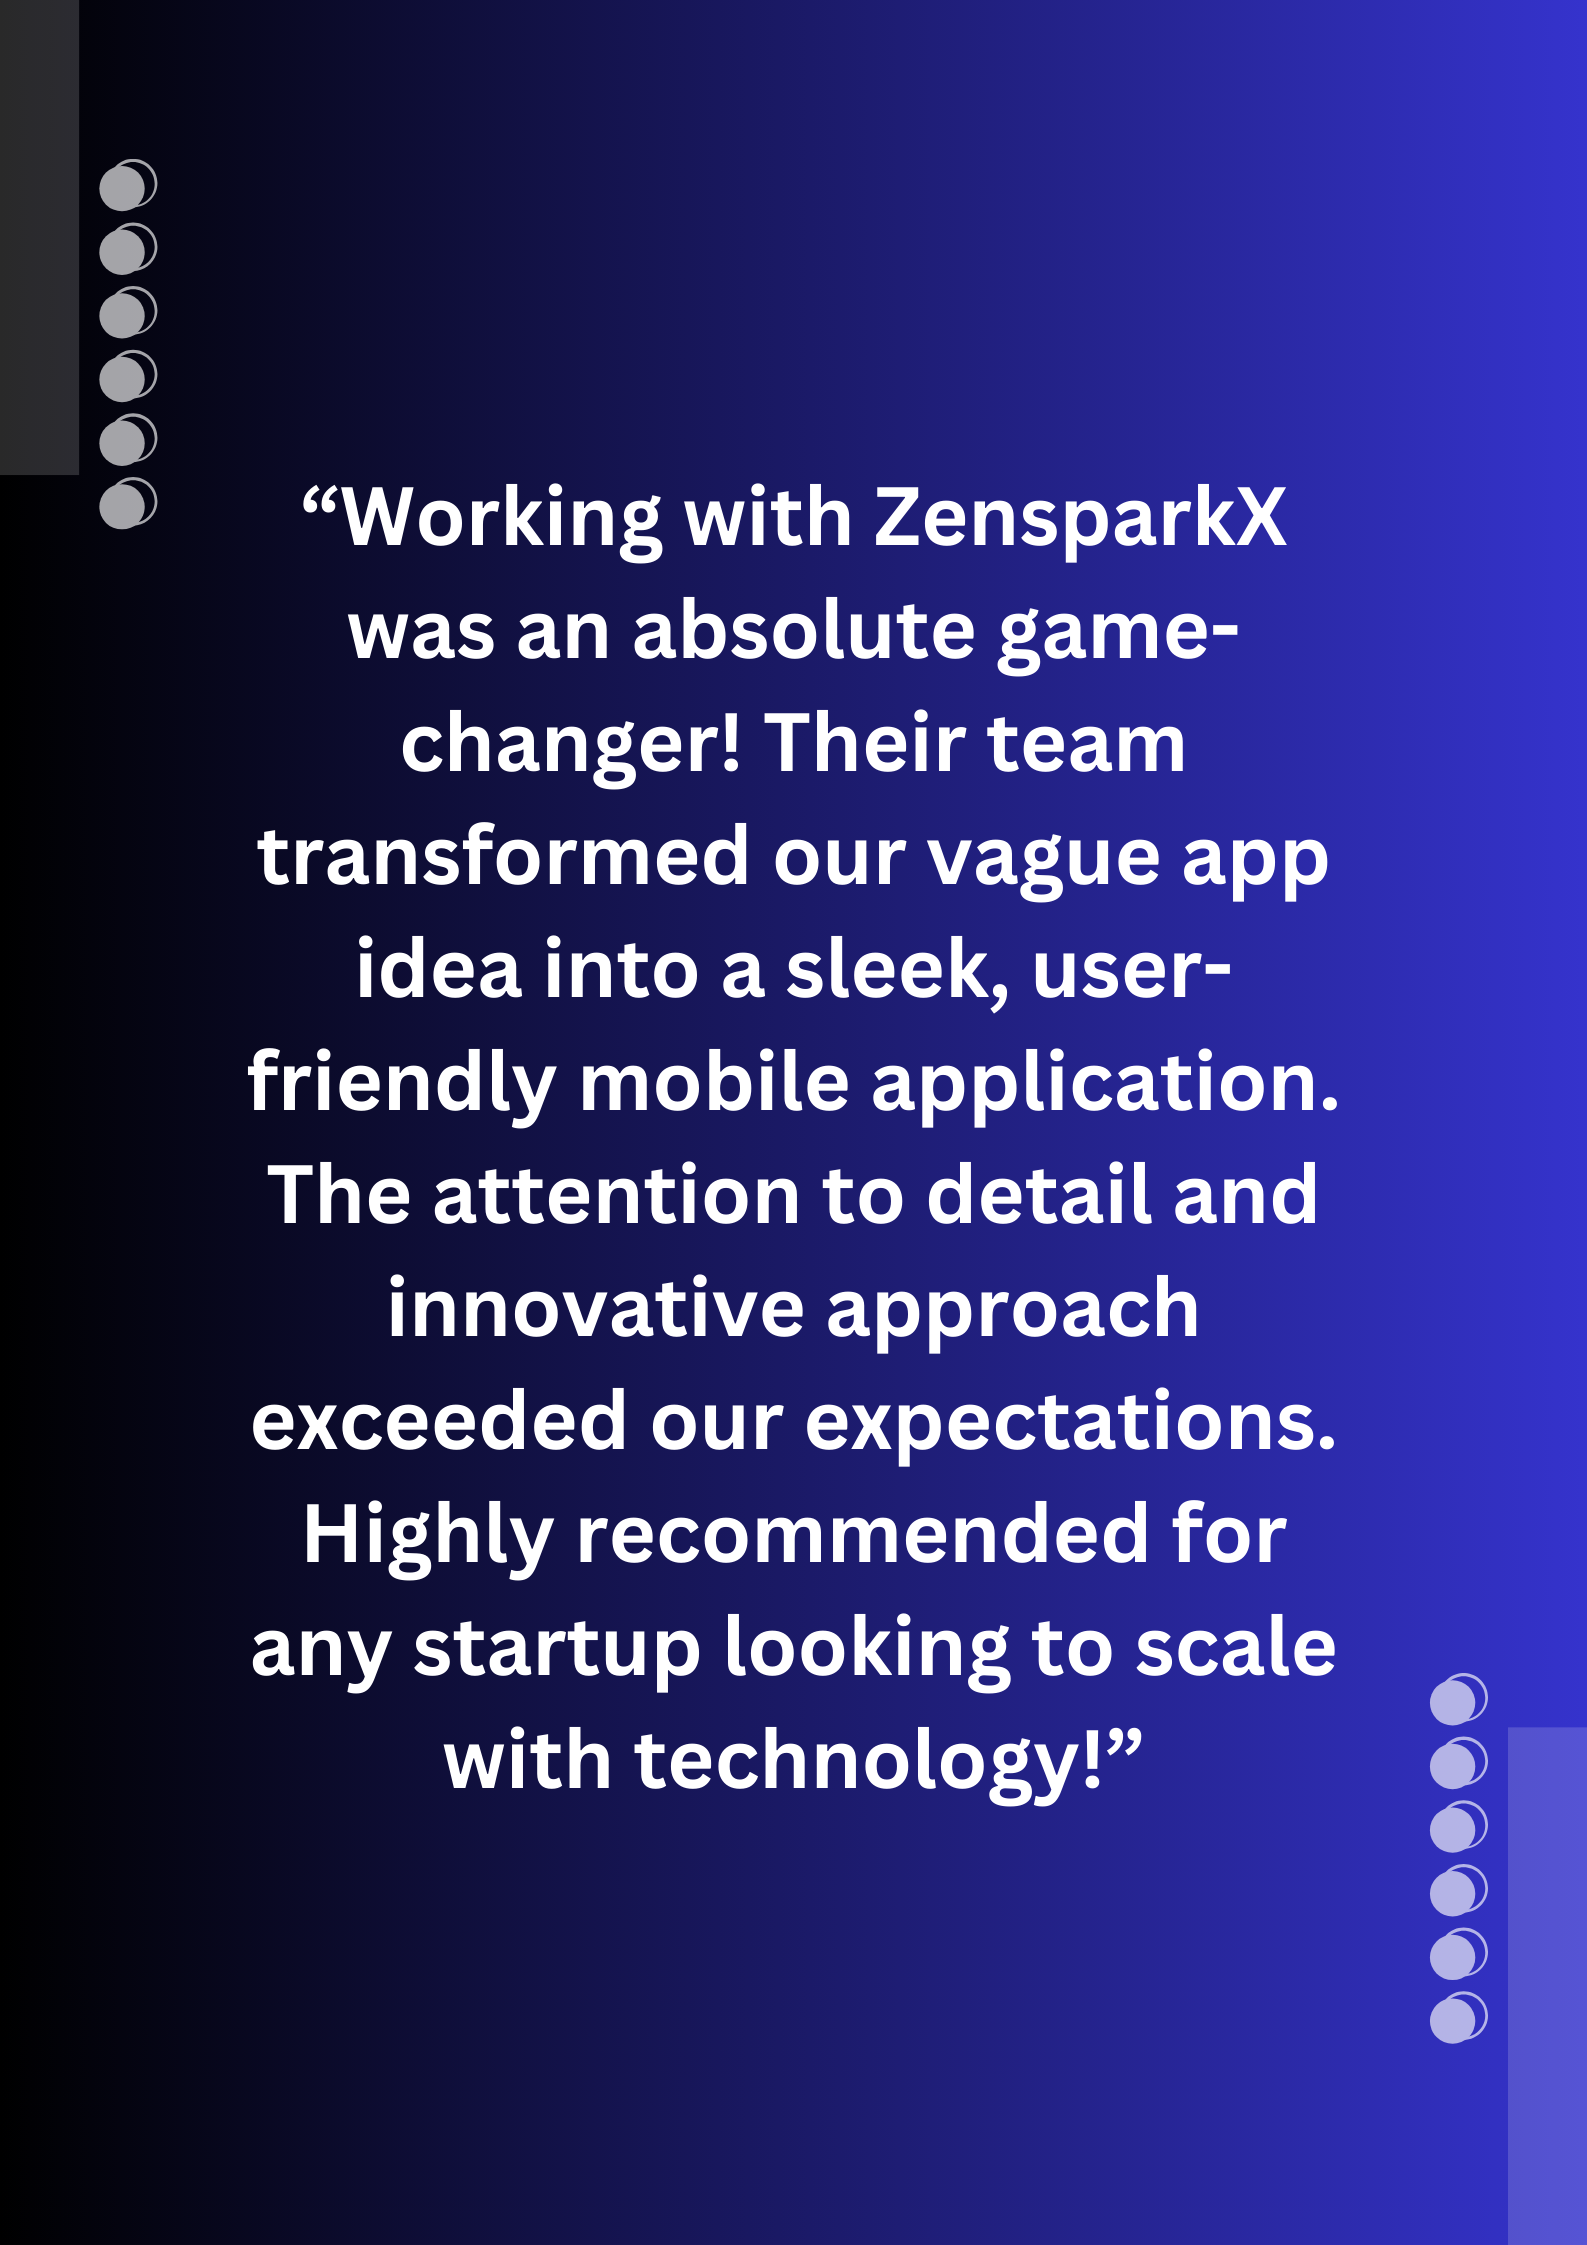 “Working with ZensparkX
was an absolute game-
changer! Their team
transformed our vague app
idea into a sleek, user-
friendly mobile application.
The attention to detail and
innovative approach
exceeded our expectations.
Highly recommended for
any startup looking to scale
with technology!”